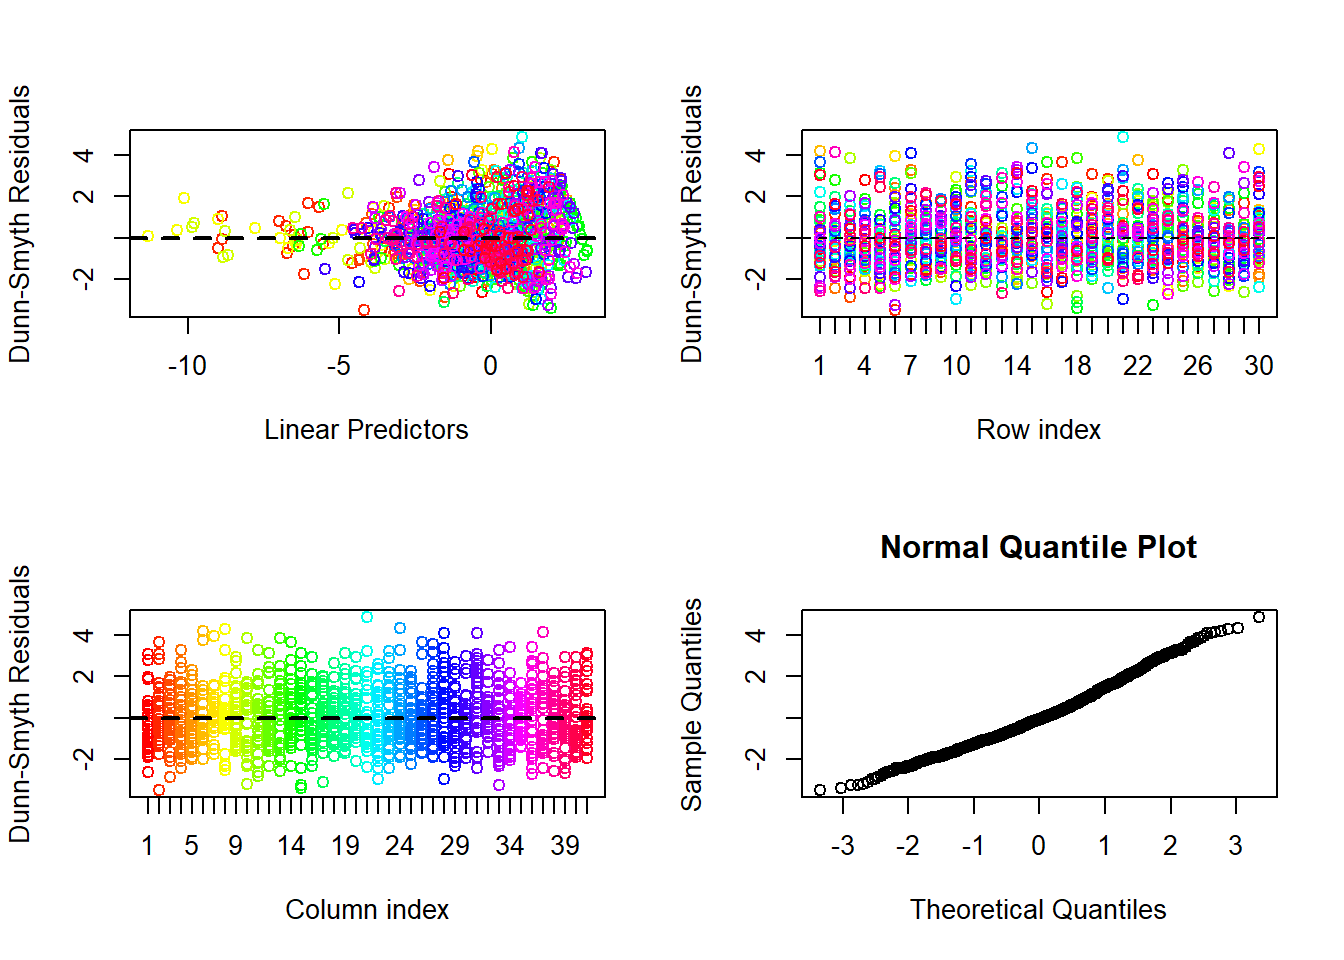 Dunn-Smyth Residuals
4
2
-2
-10 -5 0
Linear Predictors
Dunn-Smyth Residuals
4
2
-2
1 4 7 10 14 18 22 26 30
Row index
Dunn-Smyth Residuals
4
2
-2
1 5 9 14 19 24 29 34 39
Column index
Normal Quantile Plot
Sample Quantiles
4
2
-2
-3 -2 -1 0 1 2 3
Theoretical Quantiles